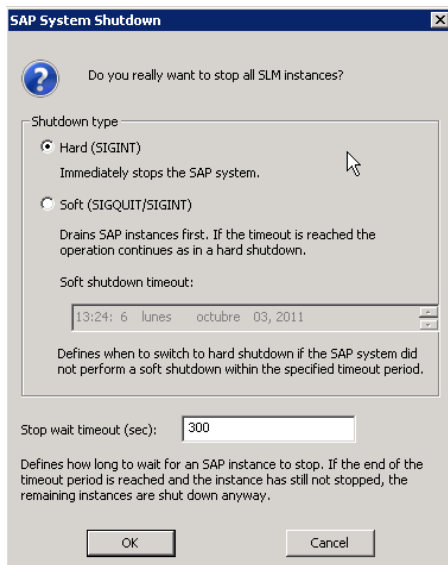 SAP System Shutdown
Do you really want to stop all SLM instances?
Shutdown type
Hard (SIGINT)
Immediately stops the SAP system.
Soft (SIGQUIT/SIGINT)
Drains SAP instances first. If the timeout is reached the
operation continues as in a hard shutdown.
Soft shutdown timeout:
13:24: 6 lunes octubre 03, 2011
Defines when to switch to hard shutdown if the SAP system did
not perform a soft shutdown within the specified timeout period.
Stop wait timeout (sec): 300
Defines how long to wait for an SAP instance to stop. If the end of the
timeout period is reached and the instance has still not stopped, the
remaining instances are shut down anyway.
OK Cancel